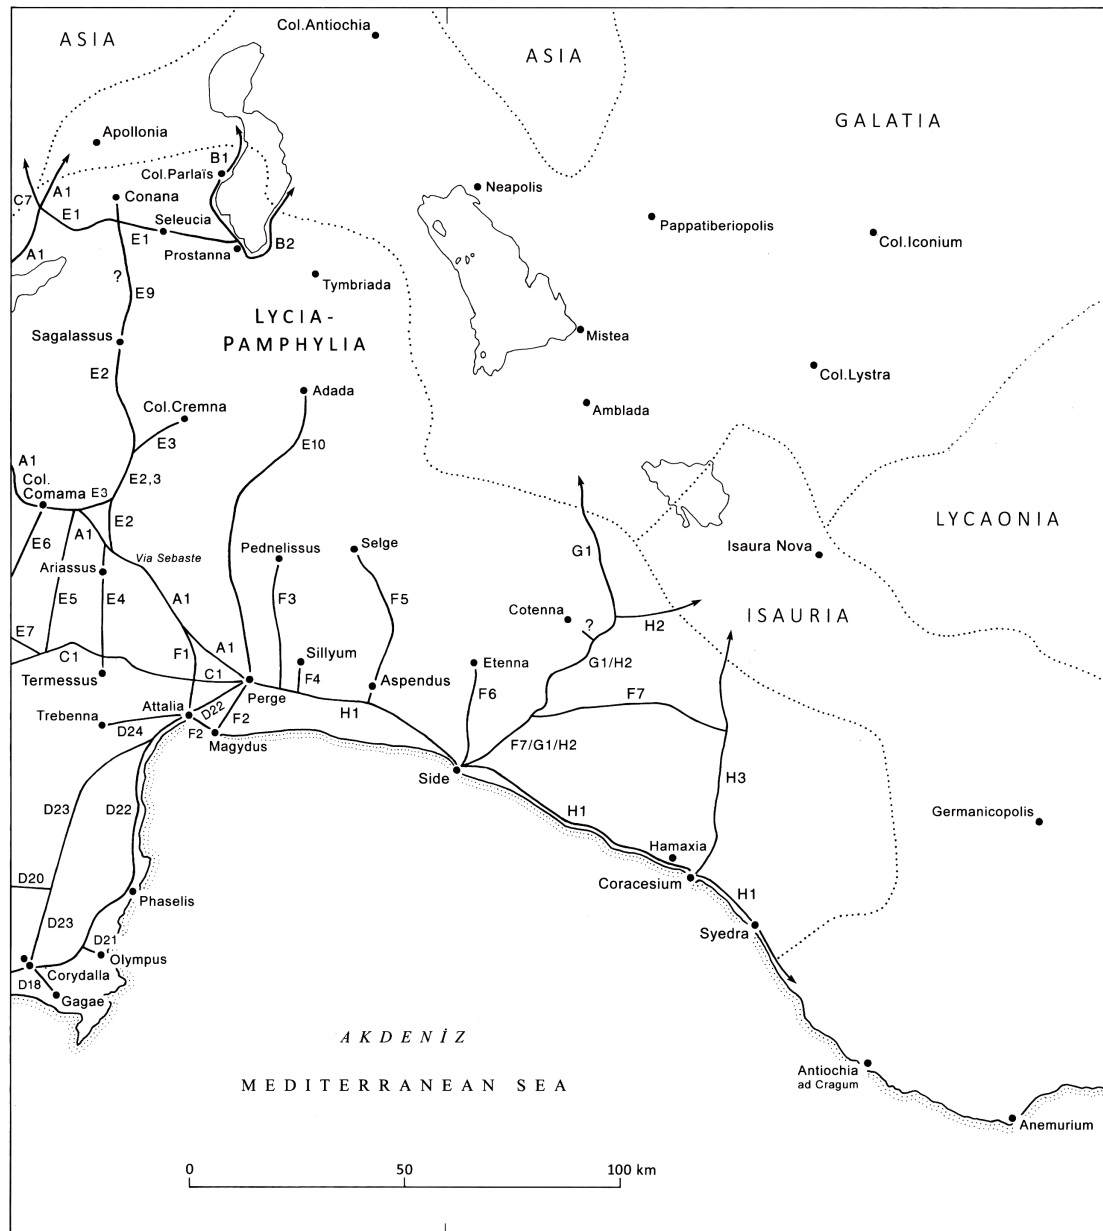 Col.Antiochia
ASIA
ASIA
GALATIA
Apollonia
B1
Col.Parlaïs
C7
A1
Conana
Neapolis
E1
Seleucia
Pappatiberiopolis
E1
Col.Iconium
A1
Prostanna
B2
?
Tymbriada
E9
LYCIA-
PAMPHYLIA
Sagalassus
Mistea
E2
Col.Lystra
Adada
Col.Cremna
Amblada
E3
E10
A1
Col.
Comama
E2,3
E3
E2
A1
LYCAONIA
E6
Via Sebaste
Pednelissus
Selge
G1
Isaura Nova
Ariassus
E5
E4
A1
F3
F5
Cotenna
ISAURIA
?
H2
E7
F1
A1
Sillyum
C1
Etenna
G1/H2
Termessus
C1
F4
Aspendus
Perge
F6
F7
Attalia
D22
H1
Trebenna
F2
D24
F2
Magydus
F7/G1/H2
Side
H3
D23
D22
H1
Germanicopolis
Hamaxia
D20
Coracesium
Phaselis
H1
D23
Syedra
D21
Olympus
Corydalla
D18
Gagae
AKDENİZ
MEDITERRANEAN SEA
Antiochia
ad Cragum
Anemurium
0 50 100 km